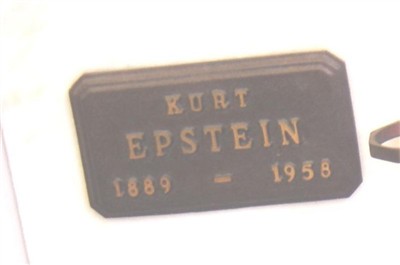 KURT
EPSTEIN
1889 – 1958